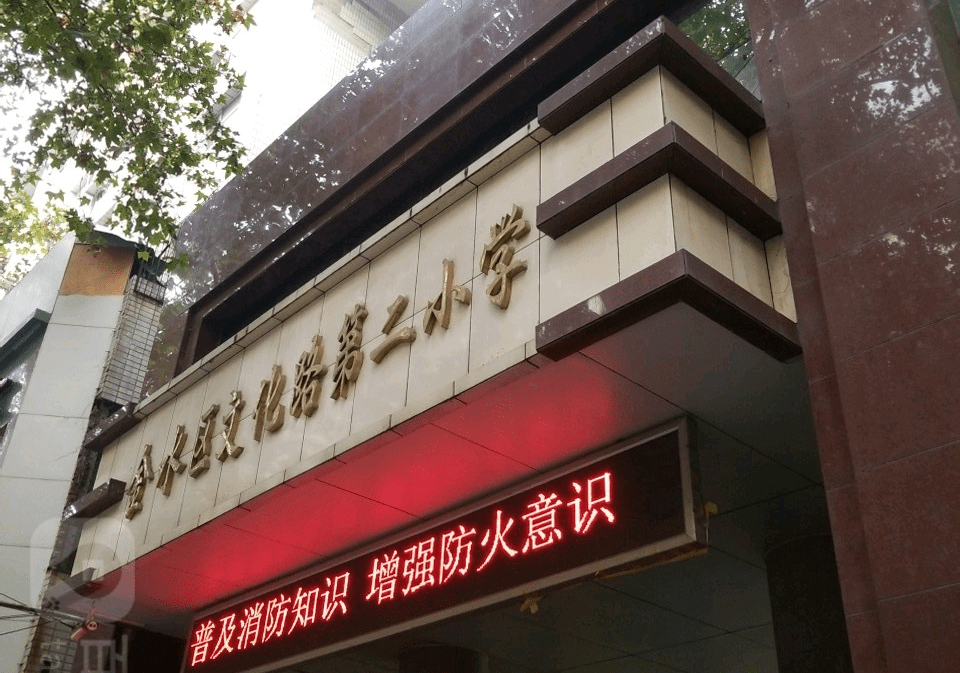 金水区文化路第二小学
普及消防知识 增强防火意识